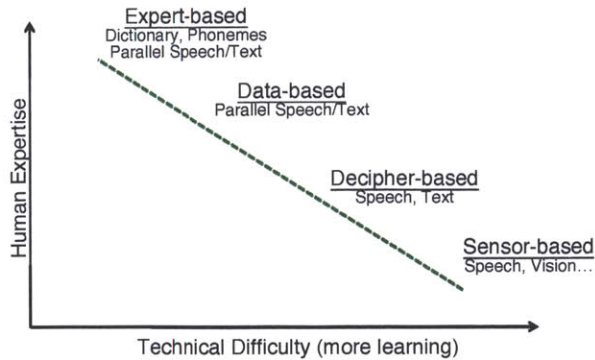 Expert-based
Dictionary, Phonemes
Parallel Speech/Text
Data-based
Parallel Speech/Text
Decipher-based
Speech, Text
Sensor-based
Speech, Vision...
Human Expertise
Technical Difficulty (more learning)